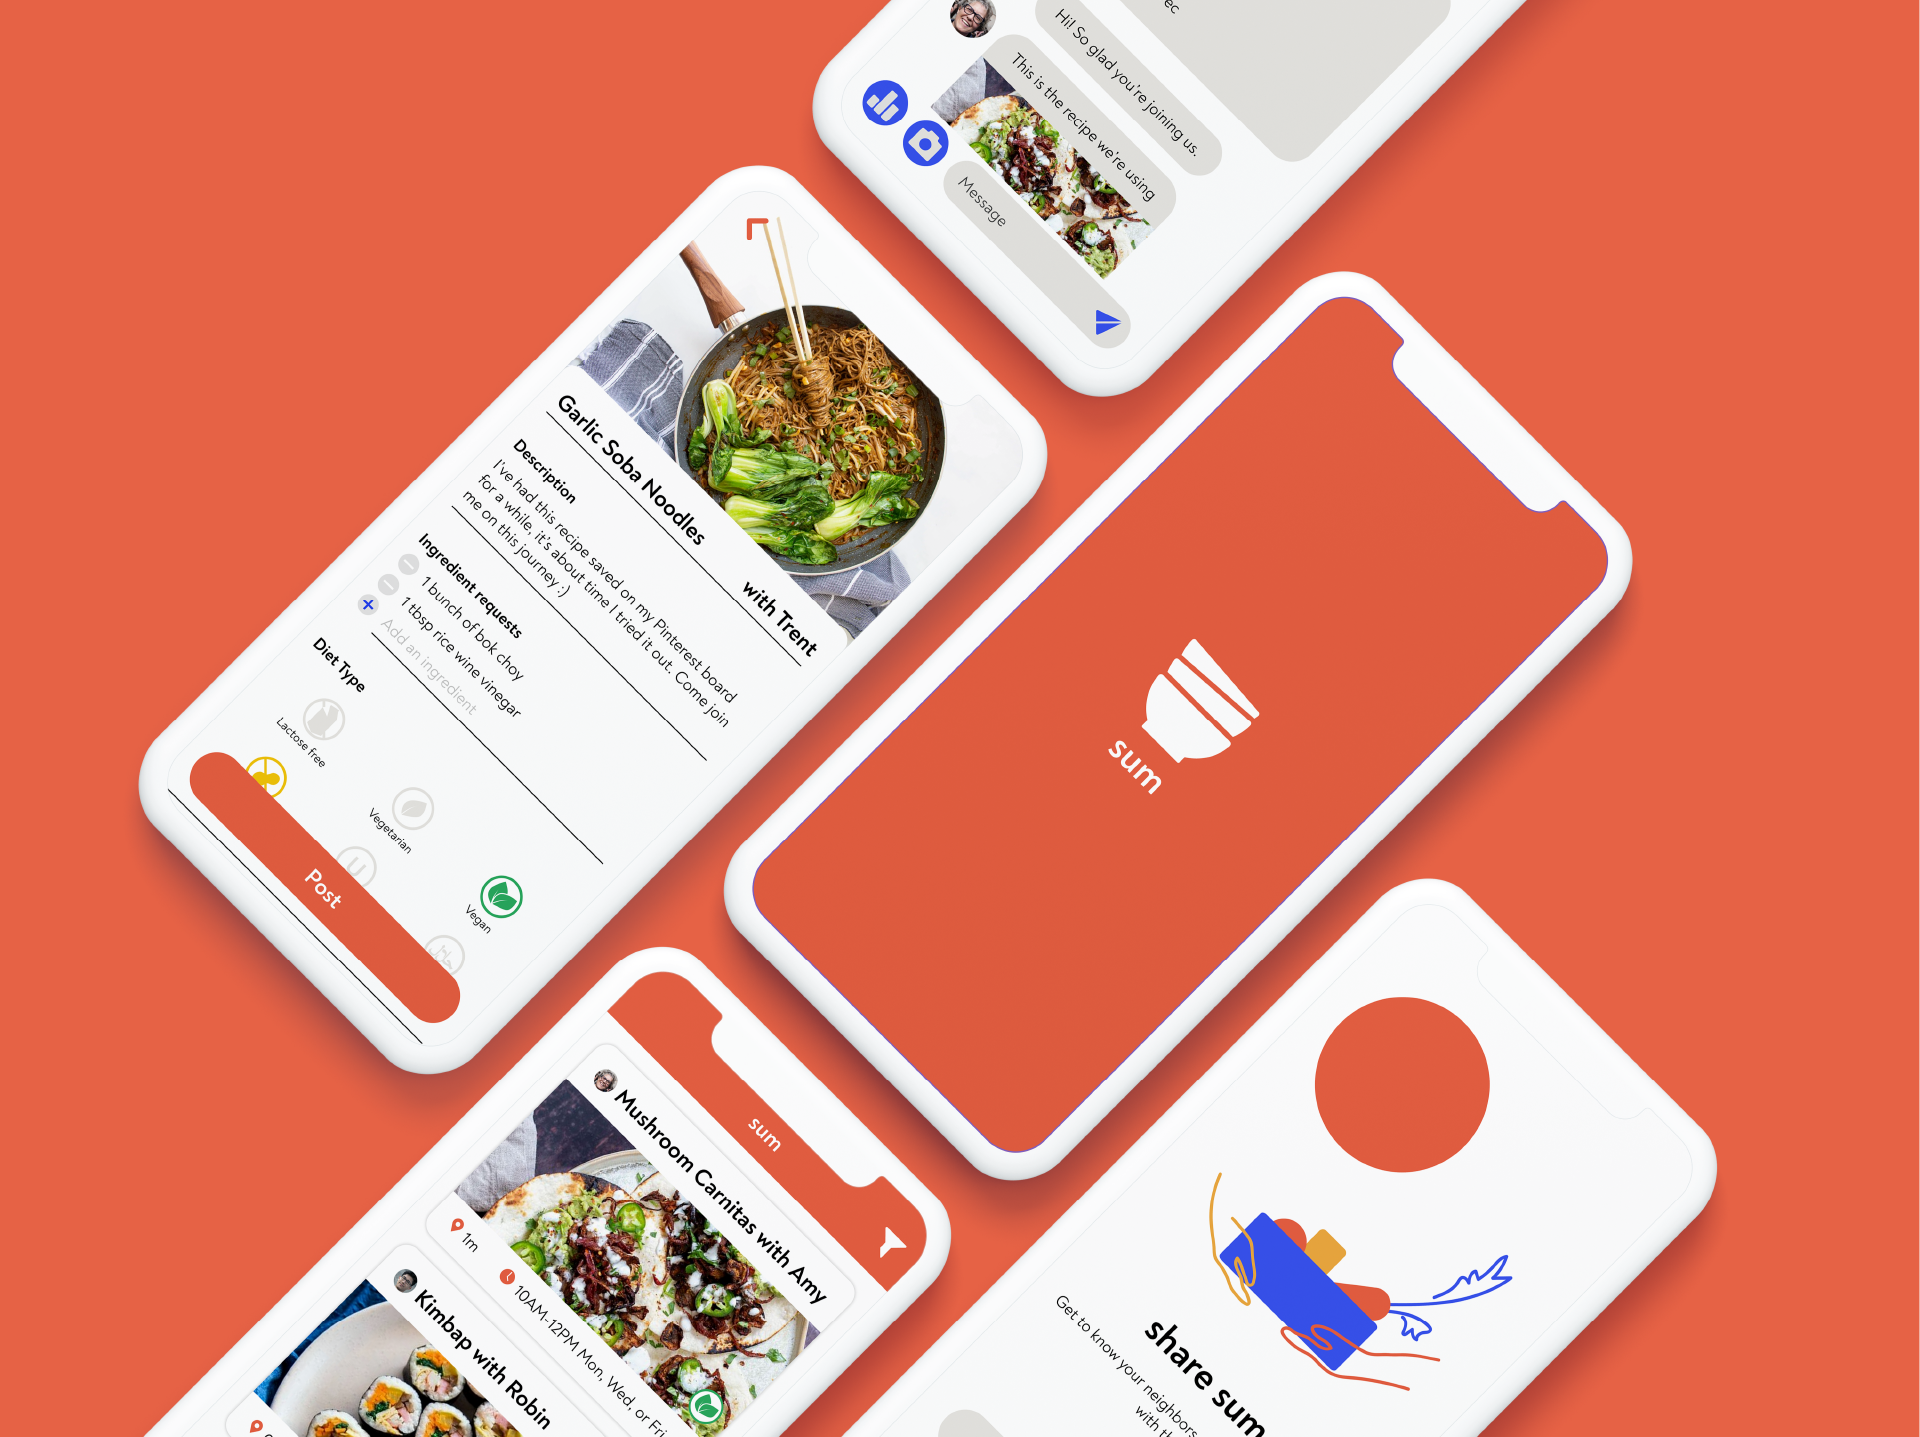 ec
Hi! So glad you're joining us.
This is the recipe we're using
Message
Garlic Soba Noodles
with Trent
Description
I've had this recipe saved on my Pinterest board
for a while, it's about time I tried it out. Come join
me on this journey :)
Ingredient requests
1 bunch of bok choy
1 tbsp rice wine vinegar
Add an ingredient
Diet Type
Lactose free
Vegetarian
Vegan
U
Post
sum
sum
Mushroom Carnitas with Amy
1m
10AM-12PM Mon, Wed, or Fri
Kimbap with Robin
share sum
Get to know your neighbors
with th